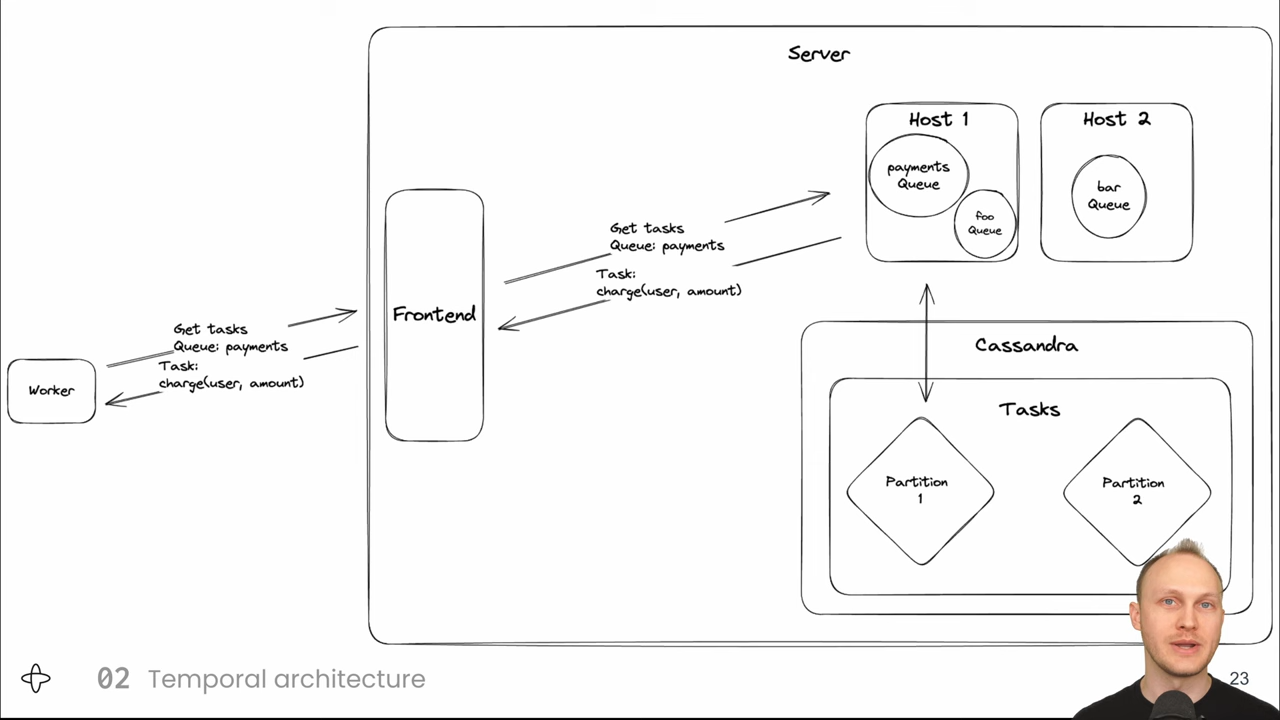 Server
Host 1
payments
Queue
foo
Queue
Host 2
bar
Queue
Get tasks
Queue: payments
Task:
charge(user, amount)
Frontend
Get tasks
Queue: payments
Task:
charge(user, amount)
Worker
Cassandra
Tasks
Partition
1
Partition
2
02 Temporal architecture
23